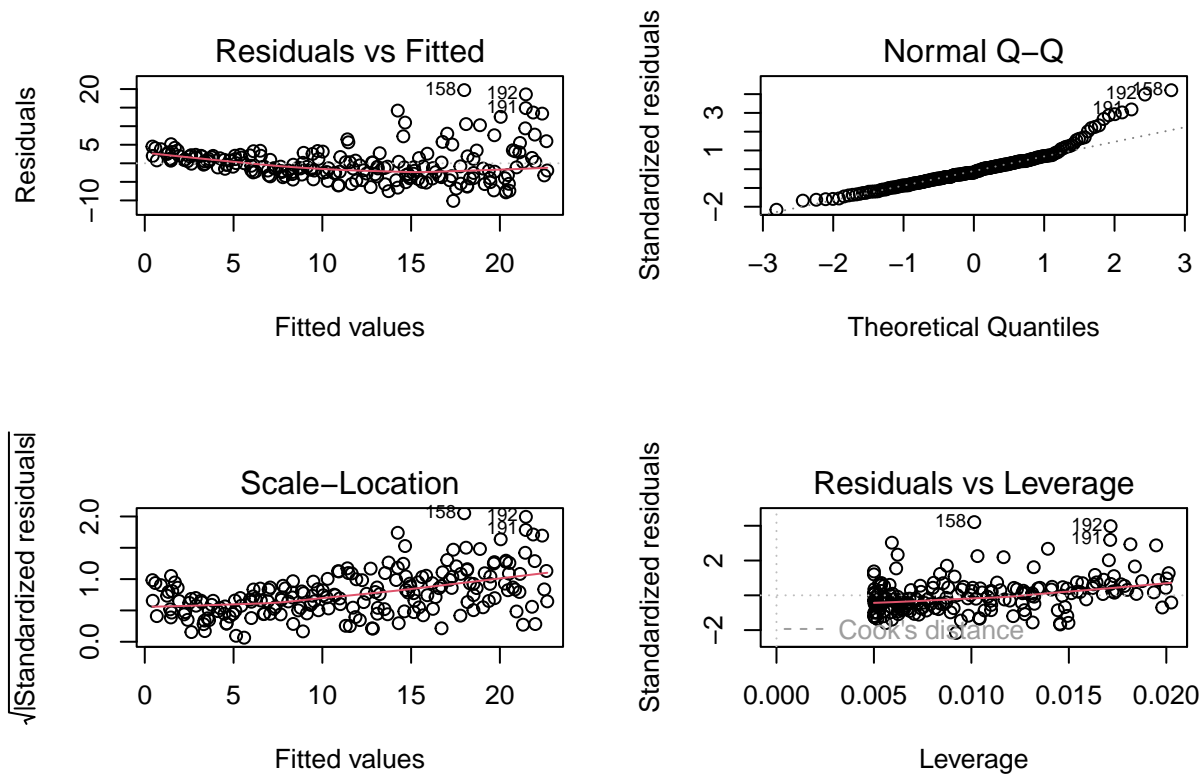 Residuals vs Fitted
Residuals
20
5
−10
158
192
191
0 5 10 15 20
Fitted values
Normal Q−Q
Standardized residuals
3
1
−2
158
192
191
−3 −2 −1 0 1 2 3
Theoretical Quantiles
Scale−Location
√|Standardized residuals|
2.0
1.0
0.0
158
192
191
0 5 10 15 20
Fitted values
Residuals vs Leverage
Standardized residuals
2
−2
158
192
191
Cook's distance
0.000 0.005 0.010 0.015 0.020
Leverage